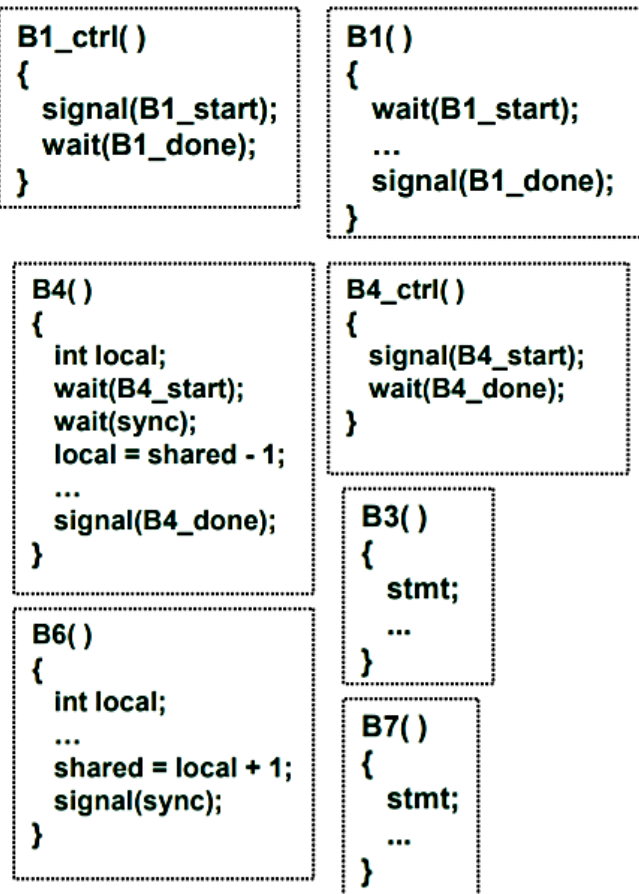 B1_ctrl( )
{
signal(B1_start);
wait(B1_done);
}
B1( )
{
wait(B1_start);
...
signal(B1_done);
}
B4( )
{
int local;
wait(B4_start);
wait(sync);
local = shared - 1;
...
signal(B4_done);
}
B4_ctrl( )
{
signal(B4_start);
wait(B4_done);
}
B3( )
{
stmt;
...
}
B6( )
{
int local;
...
shared = local + 1;
signal(sync);
}
B7( )
{
stmt;
...
}